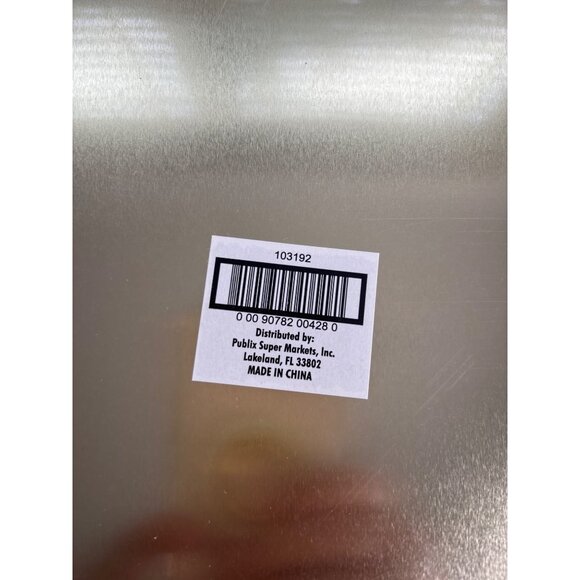 103192
0 00 90782 00428 0
Distributed by:
Publix Super Markets, Inc.
Lakeland, FL 33802
MADE IN CHINA